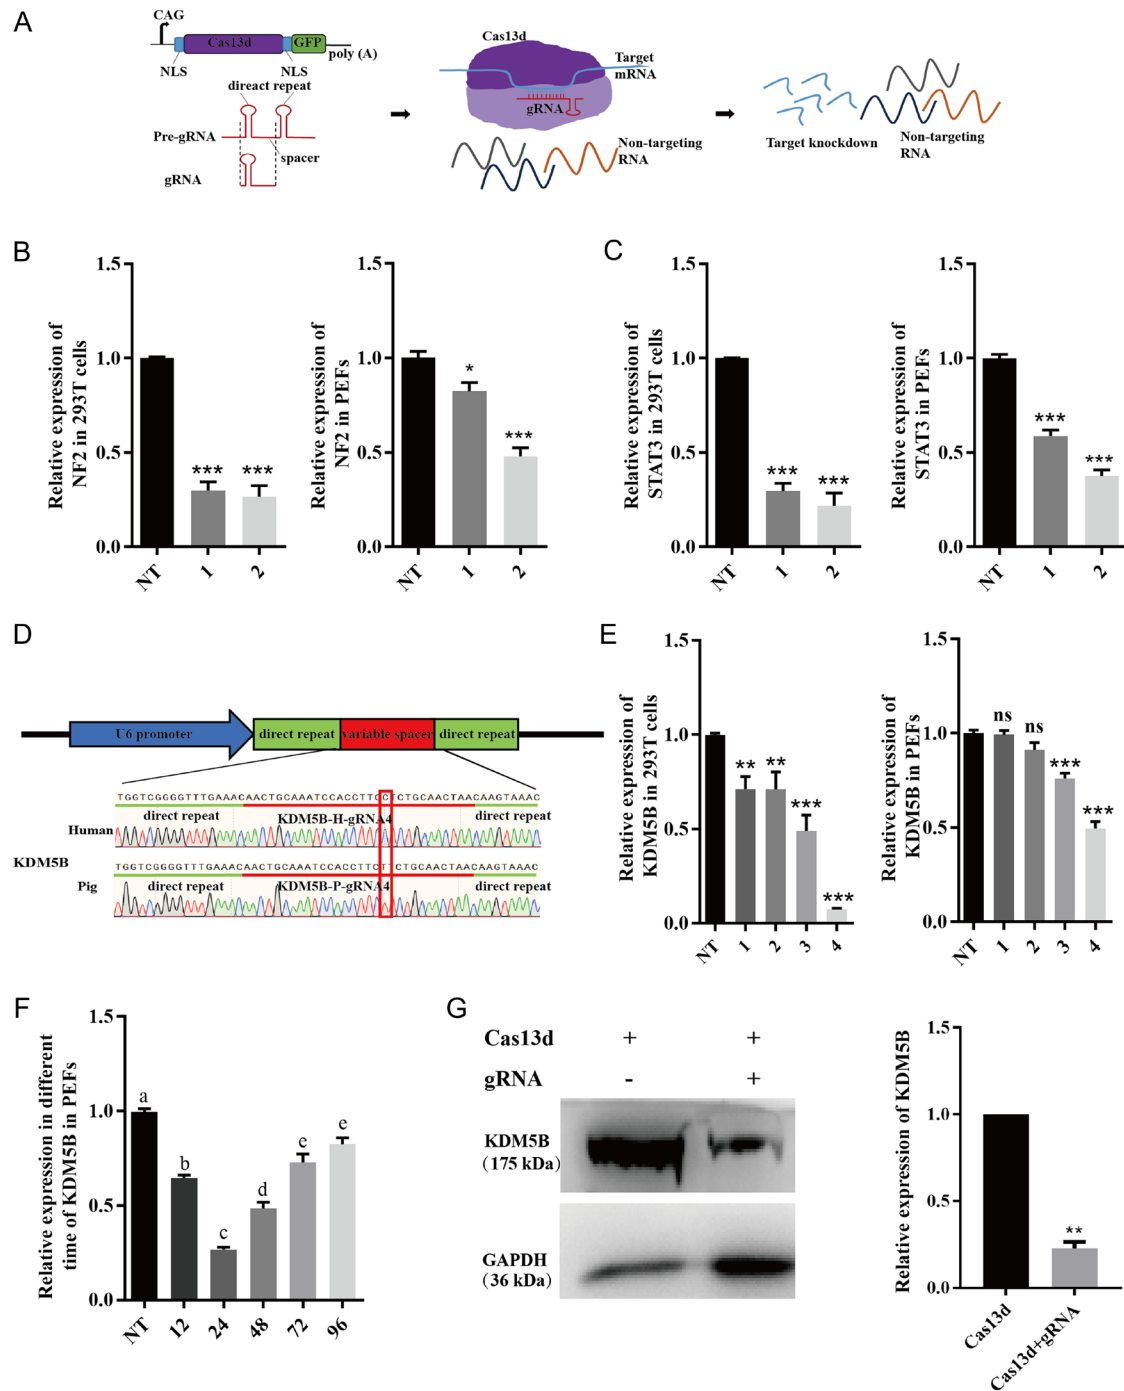 A
CAG
Cas13d
GFP
poly (A)
NLS
NLS
direact repeat
Pre-gRNA
spacer
gRNA
Cas13d
Target
mRNA
gRNA
Non-targeting
RNA
Target knockdown
Non-targeting
RNA
B
Relative expression of
NF2 in 293T cells
1.5
1.0
0.5
0.0
***
***
NT
1
2
Relative expression of
NF2 in PEFs
1.5
1.0
0.5
0.0
*
***
NT
1
2
C
Relative expression of
STAT3 in 293T cells
1.5
1.0
0.5
0.0
***
***
NT
1
2
Relative expression of
STAT3 in PEFs
1.5
1.0
0.5
0.0
***
***
NT
1
2
D
U6 promoter
direct repeat
variable spacer
direct repeat
TGGTCGGGGTTTGAAACAACTGCAAATCCACCTTCCTCTGCAACTAACAAGTAAAC
direct repeat
KDM5B-H-gRNA4
direct repeat
Human
KDM5B
TGGTCGGGGTTTGAAACAACTGCAAATCCACCTTCTTCTGCAACTAACAAGTAAAC
direct repeat
KDM5B-P-gRNA4
direct repeat
Pig
E
Relative expression of
KDM5B in 293T cells
1.5
1.0
0.5
0.0
**
**
***
***
NT
1
2
3
4
Relative expression of
KDM5B in PEFs
1.5
1.0
0.5
0.0
ns
ns
***
***
NT
1
2
3
4
F
Relative expression in different
time of KDM5B in PEFs
1.5
1.0
0.5
0.0
a
b
c
d
e
e
NT
12
24
48
72
96
G
Cas13d
+
+
gRNA
-
+
KDM5B
(175 kDa)
GAPDH
(36 kDa)
Relative expression of KDM5B
1.5
1.0
0.5
0.0
**
Cas13d
Cas13d+gRNA